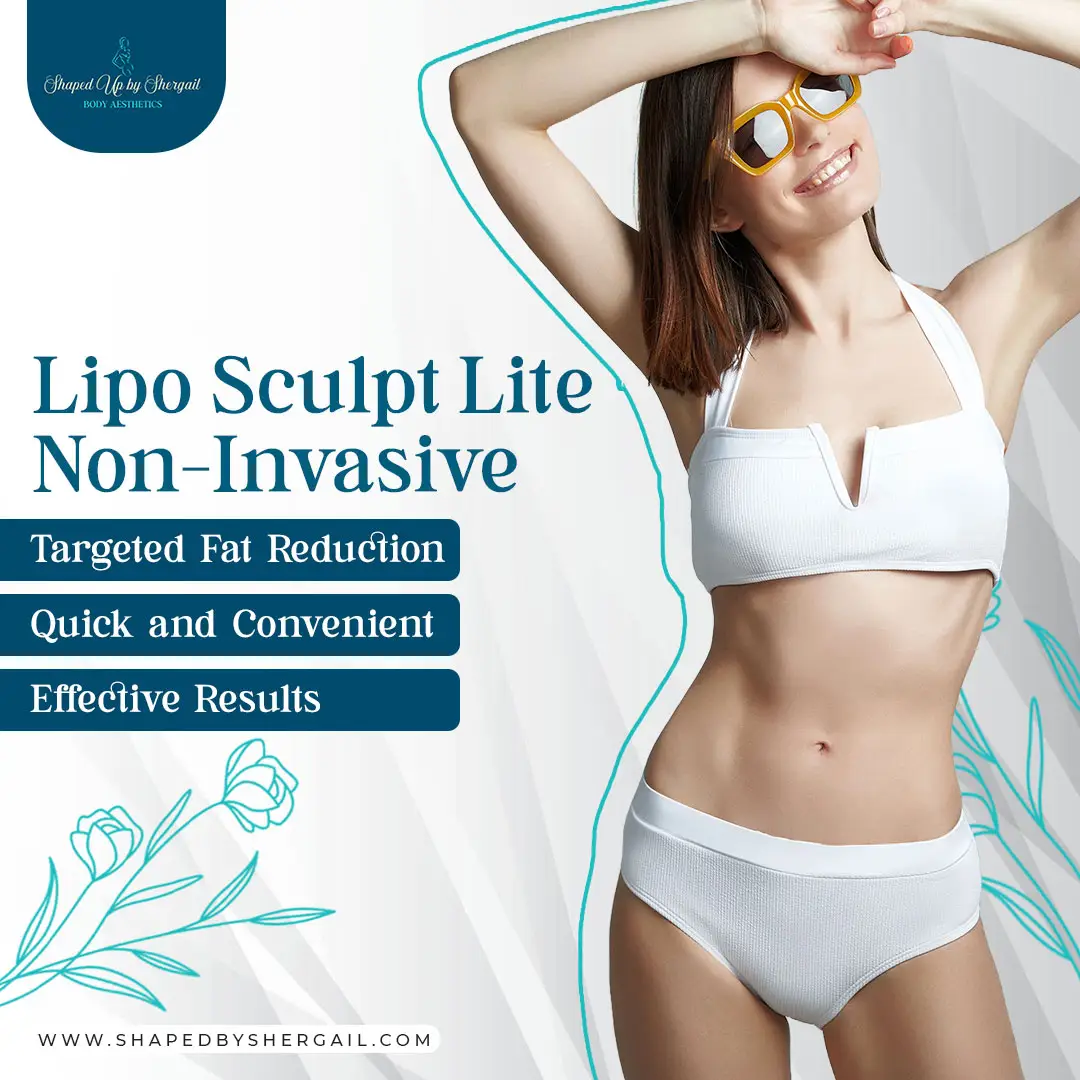 Shaped Up by Shergail
BODY AESTHETICS
Lipo Sculpt Lite
Non-Invasive
Targeted Fat Reduction
Quick and Convenient
Effective Results
WWW.SHAPEDBYSHERGAIL.COM